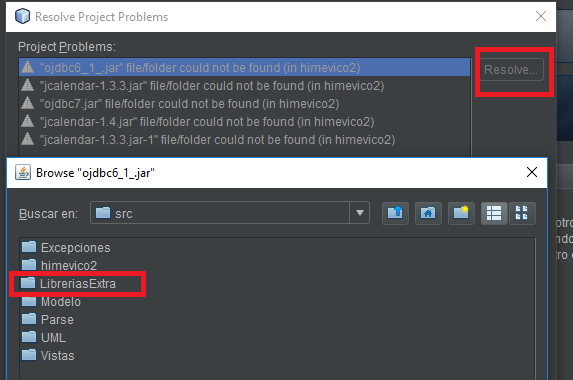 Resolve Project Problems
Project Problems:
"ojdbc6_1_.jar" file/folder could not be found (in himevico2)
Resolve...
"jcalendar-1.3.3.jar" file/folder could not be found (in himevico2)
"ojdbc7.jar" file/folder could not be found (in himevico2)
"jcalendar-1.4.jar" file/folder could not be found (in himevico2)
"jcalendar-1.3.3.jar-1" file/folder could not be found (in himevico2)
Browse "ojdbc6_1_.jar"
Buscar en:
src
Excepciones
himevico2
LibreriasExtra
Modelo
Parse
UML
Vistas